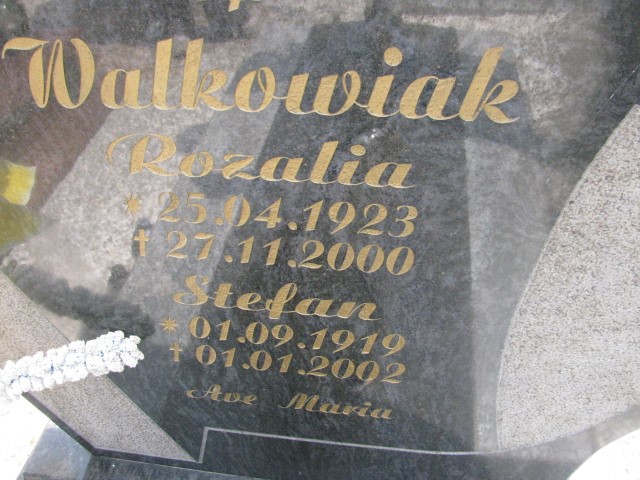 Walkowiak
Rozalia
* 25.04.1923
✝ 27.11.2000
Stefan
* 01.09.1919
✝ 01.01.2002
Ave Maria